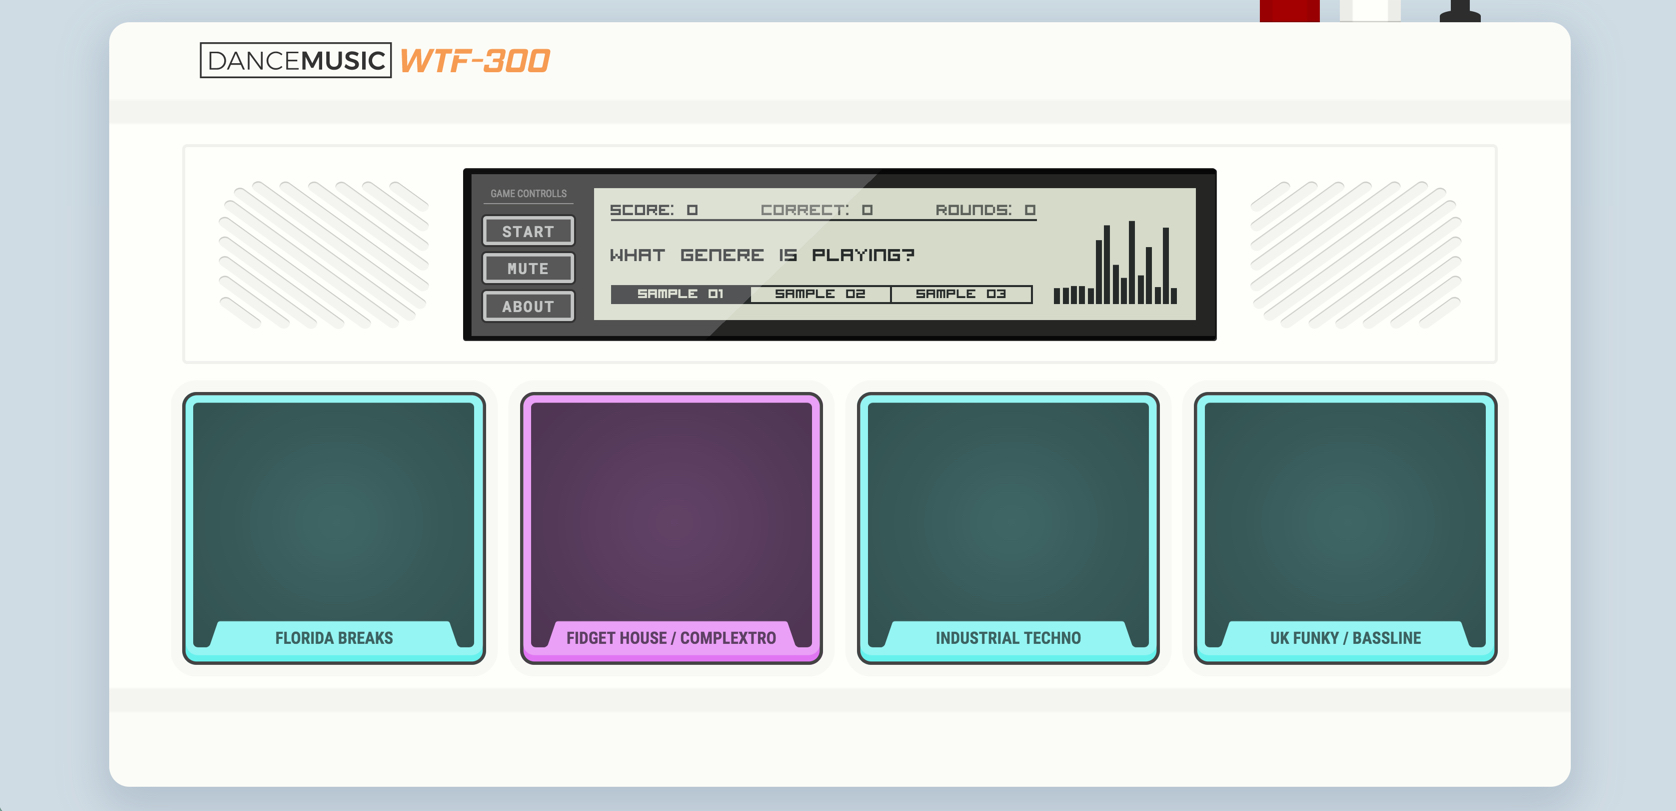 DANCEMUSIC WTF-300
GAME CONTROLLS
START
MUTE
ABOUT
SCORE: 0 CORRECT: 0 ROUNDS: 0
WHAT GENERE IS PLAYING?
SAMPLE 01 SAMPLE 02 SAMPLE 03
FLORIDA BREAKS
FIDGET HOUSE / COMPLEXTRO
INDUSTRIAL TECHNO
UK FUNKY / BASSLINE